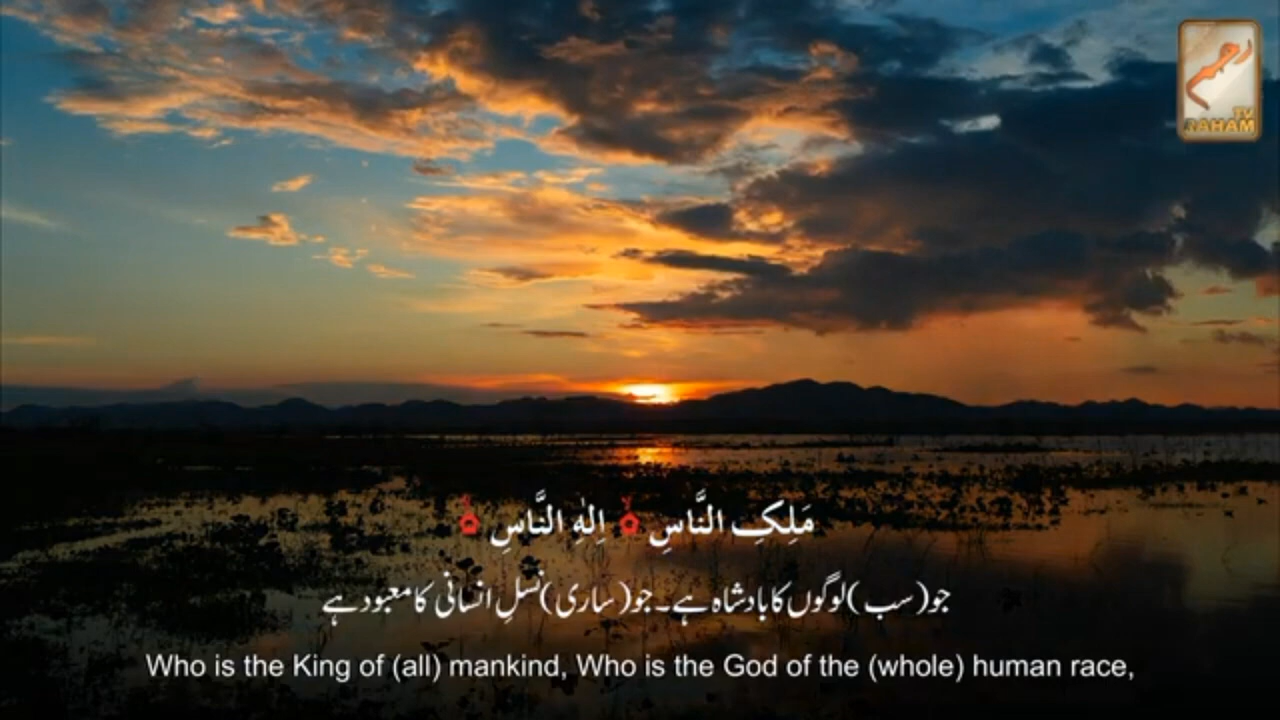 رحم
TV
RAHAM
مَلِکِ النَّاسِ ۙ اِلٰهِ النَّاسِ ۙ
جو(سب)لوگوں کا بادشاہ ہے۔جو(ساری)نسلِ انسانی کا معبود ہے
Who is the King of (all) mankind, Who is the God of the (whole) human race,